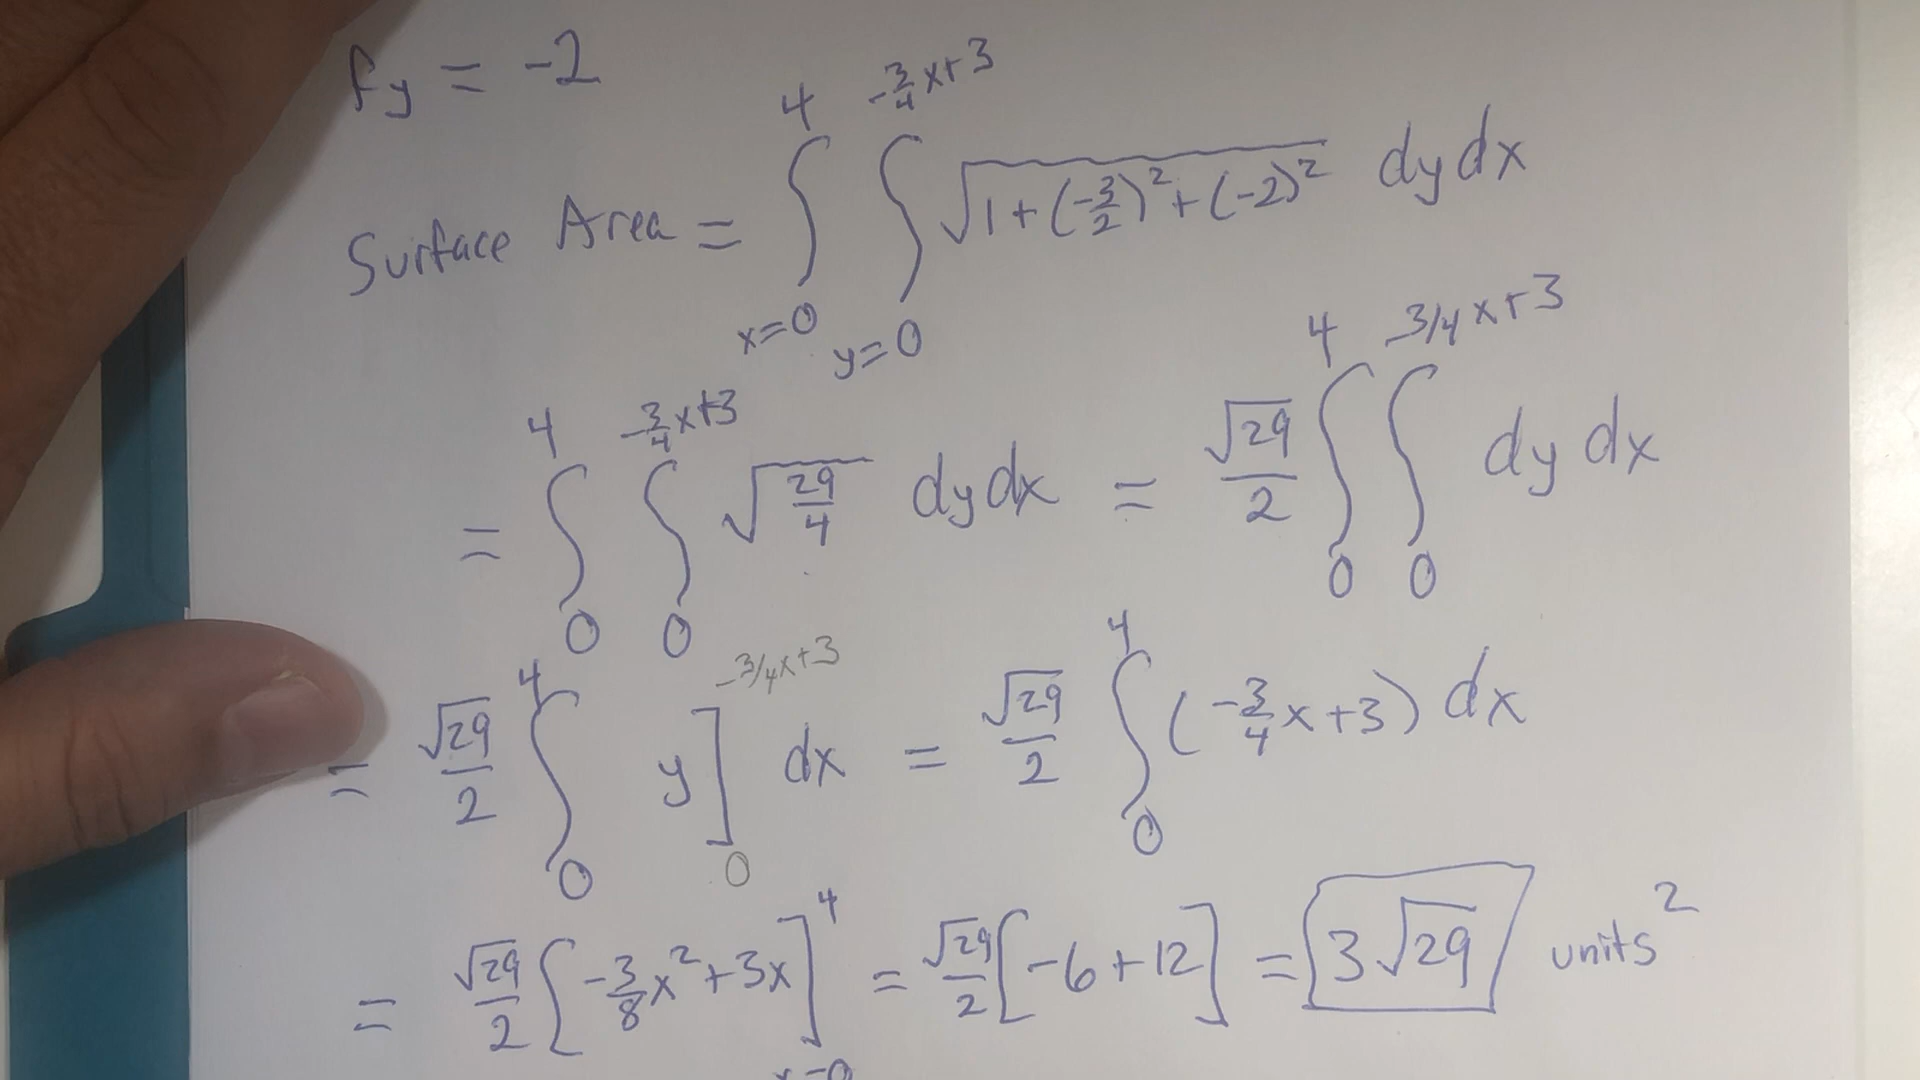 fy = -2
Surface Area = ∫_{x=0}^{4} ∫_{y=0}^{-3/4 x+3} √(1+(-3/2)²+(-2)²) dy dx
= ∫_0^4 ∫_0^{-3/4 x+3} √(29/4) dy dx = √29/2 ∫_0^4 ∫_0^{-3/4 x+3} dy dx
= √29/2 ∫_0^4 y]_0^{-3/4 x+3} dx = √29/2 ∫_0^4 (-3/4 x+3) dx
= √29/2 [-3/8 x²+3x]_{x=0}^4 = √29/2 [-6+12] = 3√29 units²